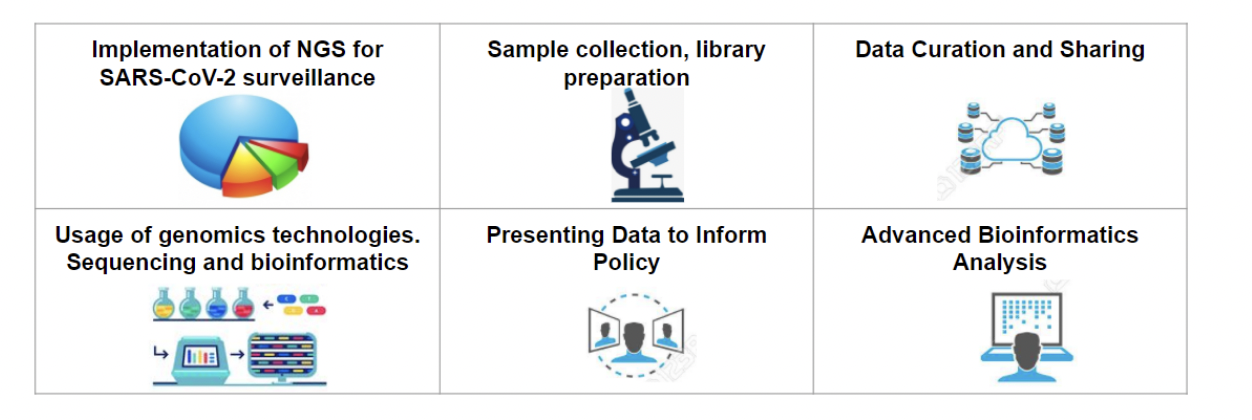 Implementation of NGS for
SARS-CoV-2 surveillance
Sample collection, library
preparation
Data Curation and Sharing
Usage of genomics technologies.
Sequencing and bioinformatics
Presenting Data to Inform
Policy
Advanced Bioinformatics
Analysis